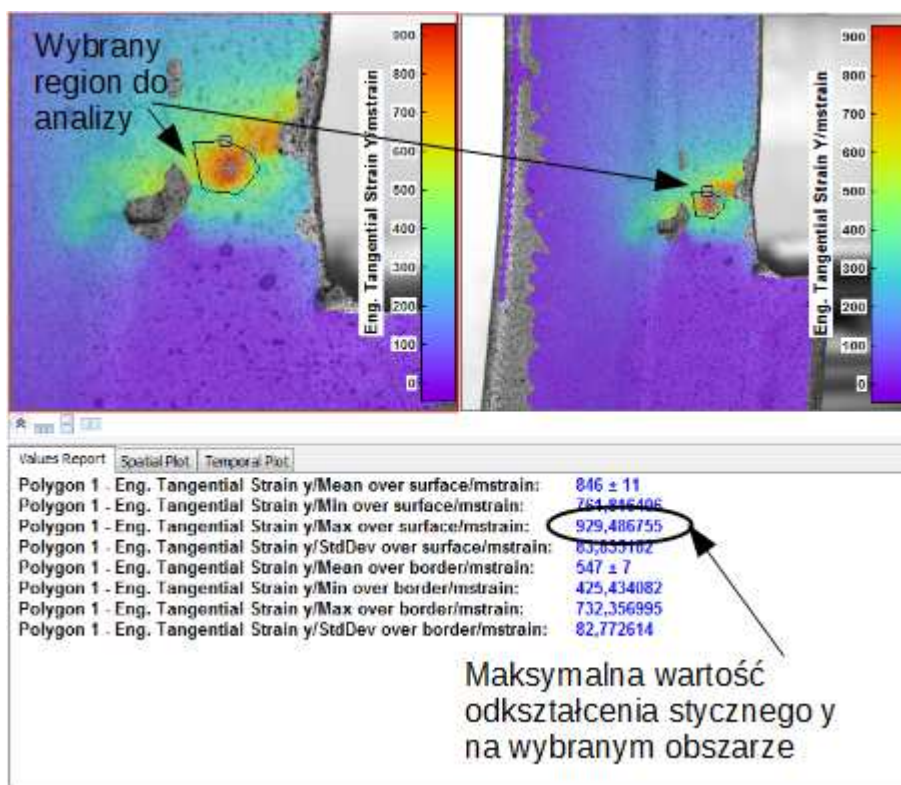 Wybrany
region do
analizy
900
800
700
600
500
400
300
200
100
0
Eng. Tangential Strain Y/mstrain
900
800
700
600
500
400
300
200
100
0
Eng. Tangential Strain Y/mstrain
Values Report Spatial Plot Temporal Plot
Polygon 1 - Eng. Tangential Strain y/Mean over surface/mstrain: 846 ± 11
Polygon 1 - Eng. Tangential Strain y/Min over surface/mstrain: 761,816406
Polygon 1 - Eng. Tangential Strain y/Max over surface/mstrain: 929,486755
Polygon 1 - Eng. Tangential Strain y/StdDev over surface/mstrain: 83,835182
Polygon 1 - Eng. Tangential Strain y/Mean over border/mstrain: 547 ± 7
Polygon 1 - Eng. Tangential Strain y/Min over border/mstrain: 425,434082
Polygon 1 - Eng. Tangential Strain y/Max over border/mstrain: 732,356995
Polygon 1 - Eng. Tangential Strain y/StdDev over border/mstrain: 82,772614
Maksymalna wartość
odkształcenia stycznego y
na wybranym obszarze